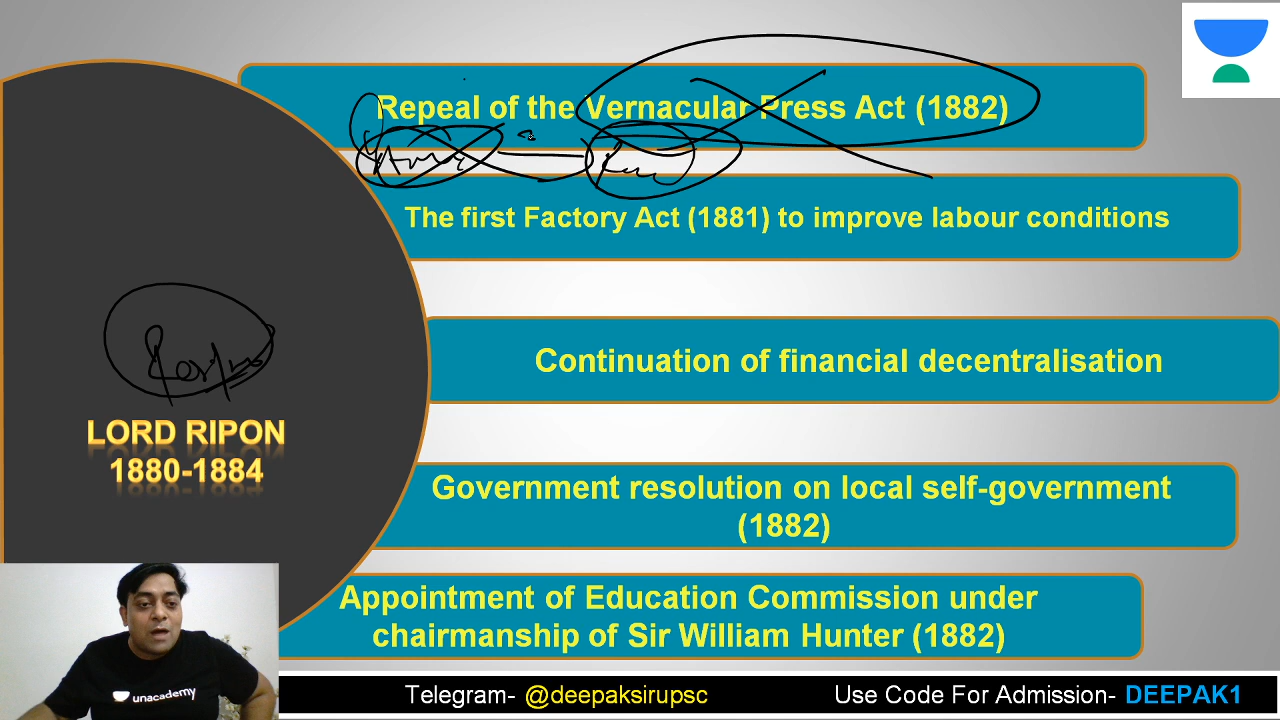 Repeal of the Vernacular Press Act (1882)
The first Factory Act (1881) to improve labour conditions
Continuation of financial decentralisation
LORD RIPON
1880-1884
Government resolution on local self-government
(1882)
Appointment of Education Commission under
chairmanship of Sir William Hunter (1882)
unacademy
Telegram- @deepaksirupsc
Use Code For Admission- DEEPAK1